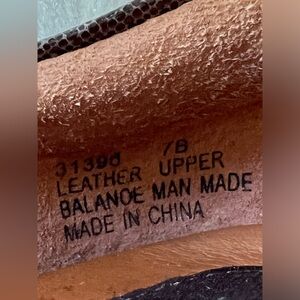 31398 7B
LEATHER UPPER
BALANCE MAN MADE
MADE IN CHINA